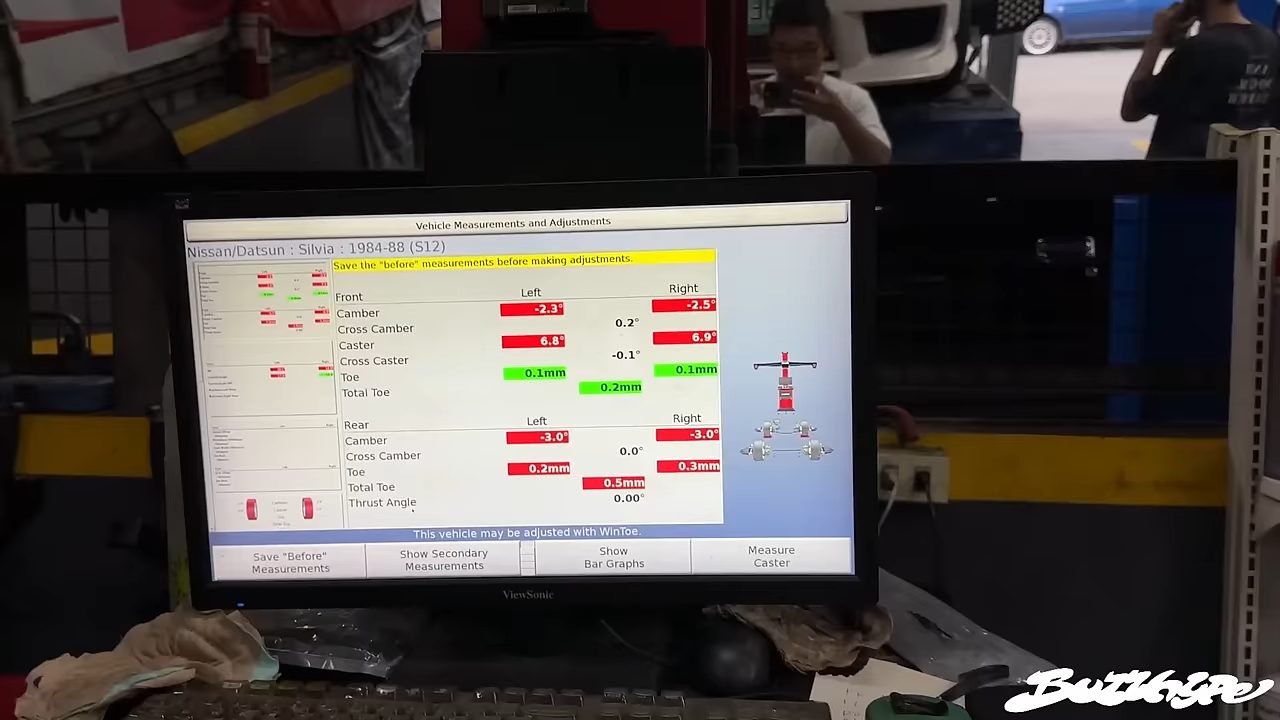 Vehicle Measurements and Adjustments
Nissan/Datsun : Silvia : 1984-88 (S12)
Save the "before" measurements before making adjustments.
Front Left Right
Camber -2.3° -2.5°
Cross Camber 0.2°
Caster 6.8° 6.9°
Cross Caster -0.1°
Toe 0.1mm 0.1mm
Total Toe 0.2mm
Rear Left Right
Camber -3.0° -3.0°
Cross Camber 0.0°
Toe 0.2mm 0.3mm
Total Toe 0.5mm
Thrust Angle 0.00°
This vehicle may be adjusted with WinToe.
Save "Before" Measurements
Show Secondary Measurements
Show Bar Graphs
Measure Caster
ViewSonic